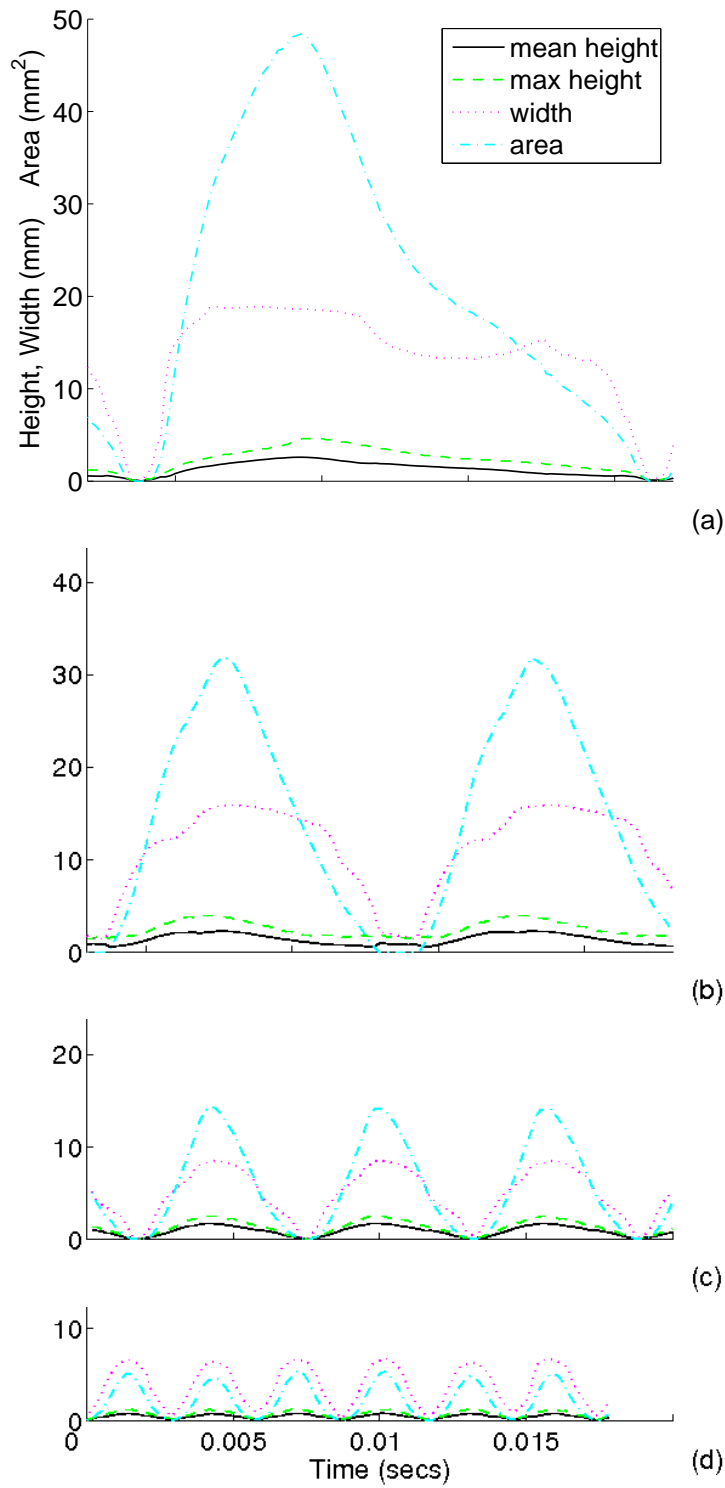 50
40
30
20
10
0
Height, Width (mm) Area (mm²)
mean height
max height
width
area
(a)
40
30
20
10
0
(b)
20
10
0
(c)
10
0
0 0.005 0.01 0.015
Time (secs)
(d)